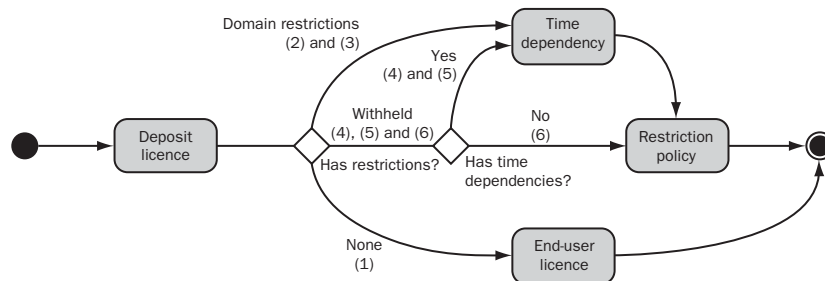 Domain restrictions
(2) and (3)
Time
dependency
Yes
(4) and (5)
Deposit
licence
Withheld
(4), (5) and (6)
Has restrictions?
No
(6)
Has time
dependencies?
Restriction
policy
None
(1)
End-user
licence